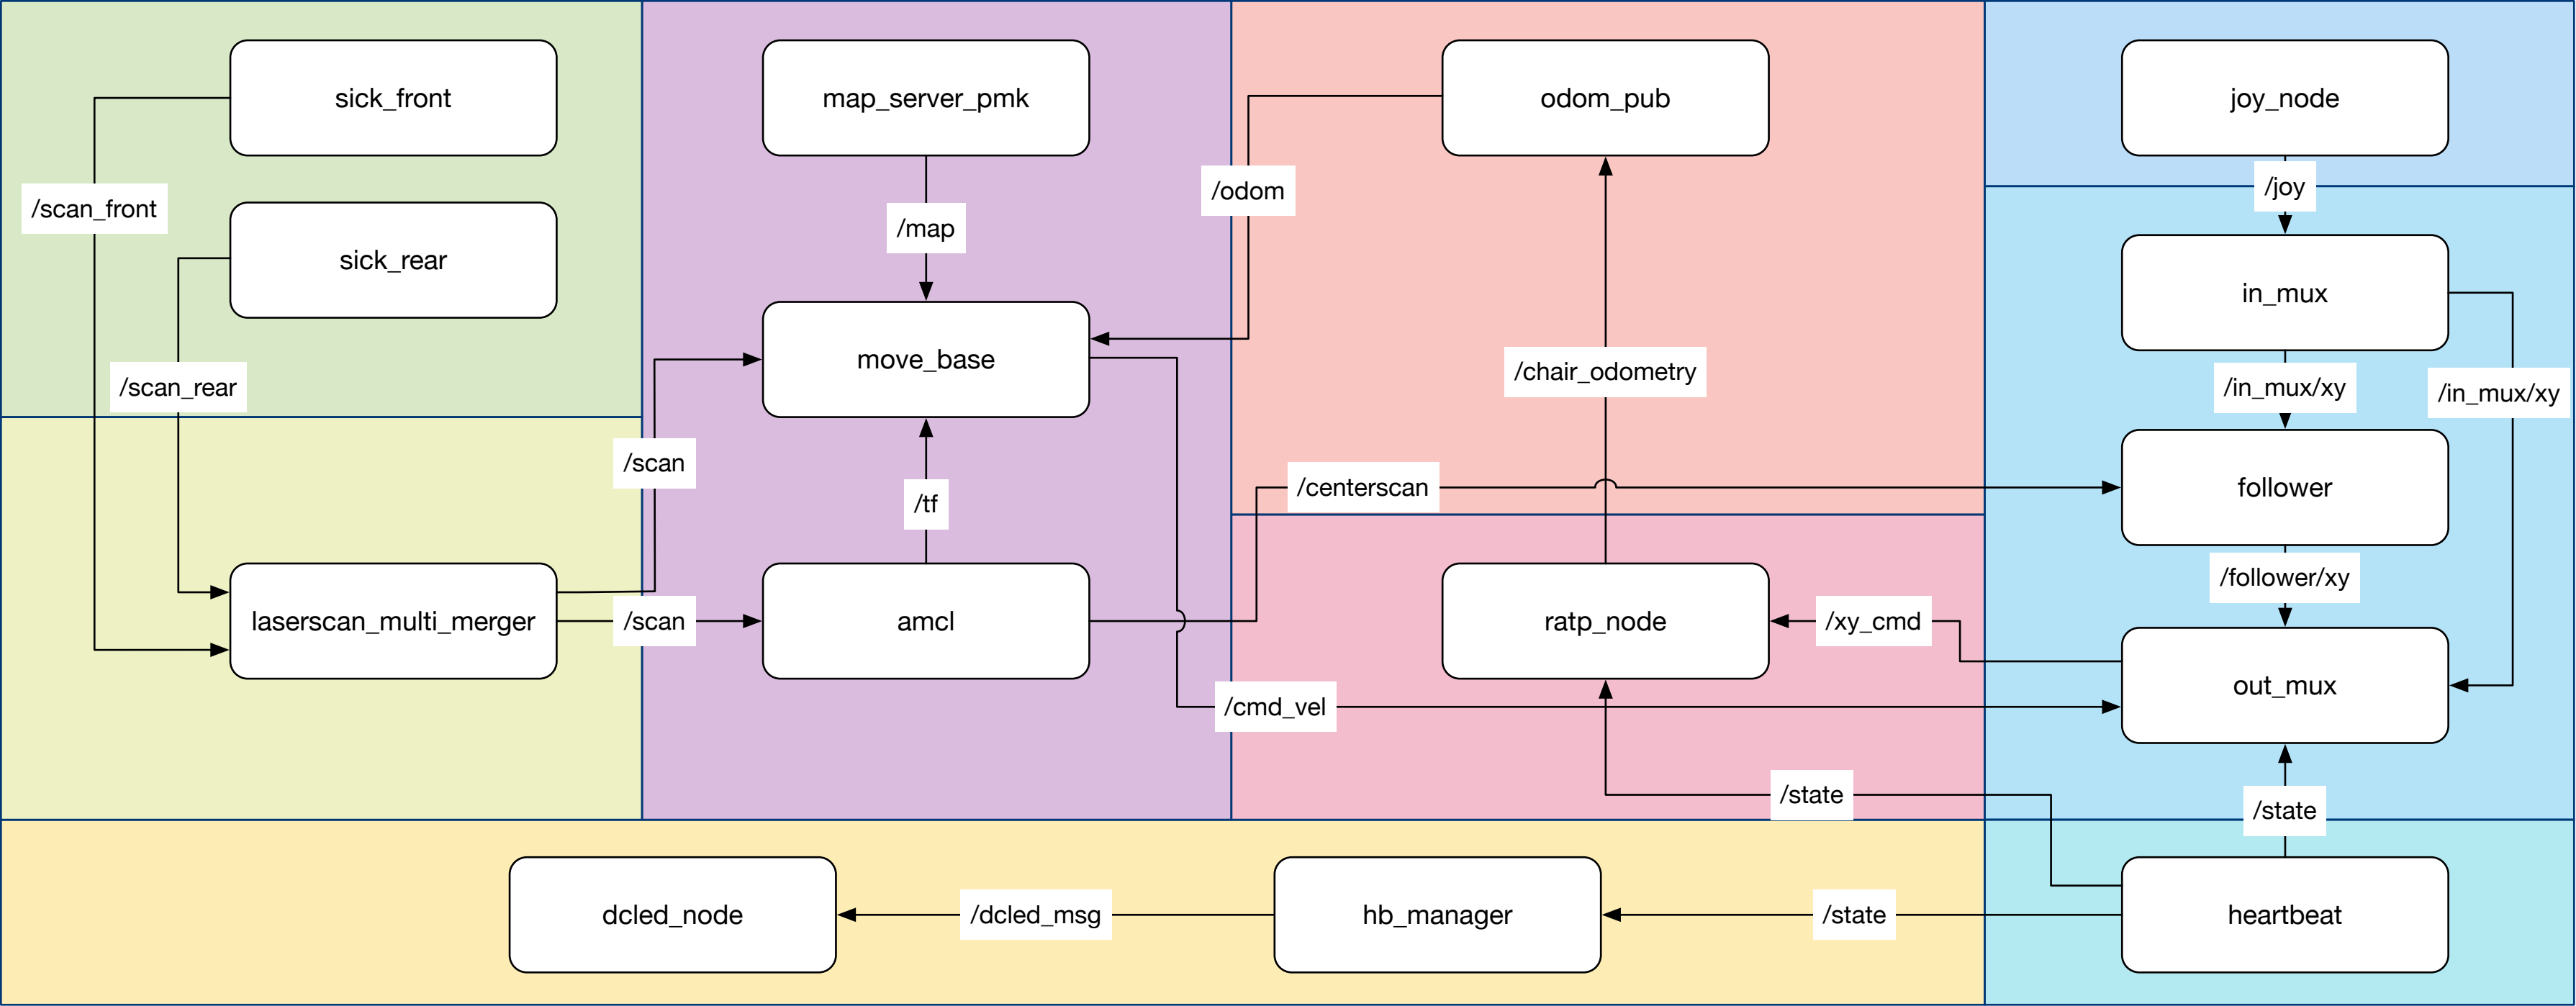 sick_front
map_server_pmk
odom_pub
joy_node
/joy
/odom
/scan_front
/map
sick_rear
in_mux
move_base
/chair_odometry
/scan_rear
/in_mux/xy
/in_mux/xy
/scan
/centerscan
follower
/tf
/follower/xy
laserscan_multi_merger
/scan
amcl
ratp_node
/xy_cmd
out_mux
/cmd_vel
/state
/state
dcled_node
/dcled_msg
hb_manager
/state
heartbeat